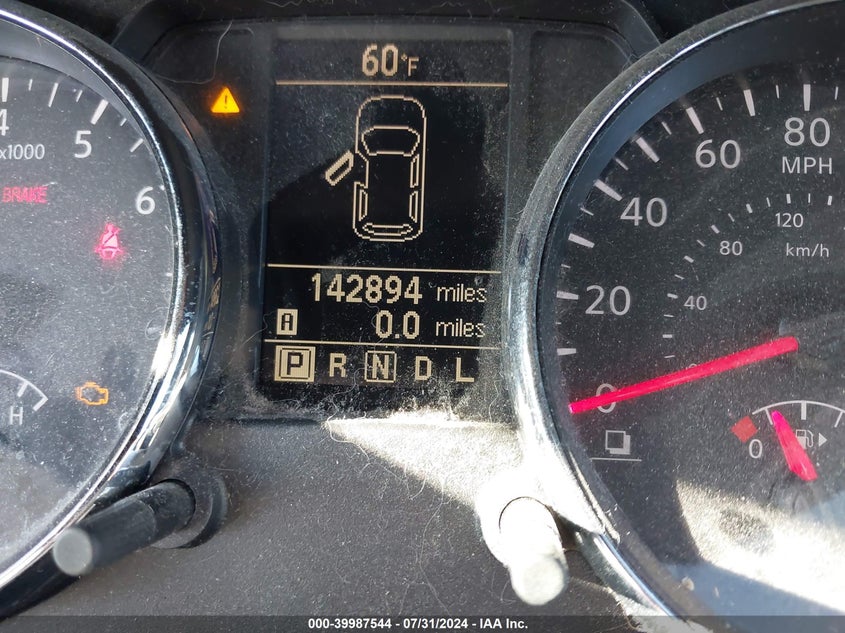 60°F
4
x1000
5
6
BRAKE
H
142894 miles
A 0.0 miles
P R N D L
80
MPH
60
40
20
0
120
km/h
80
40
0
000-39987544 / 07/31/2024 - IAA Inc.